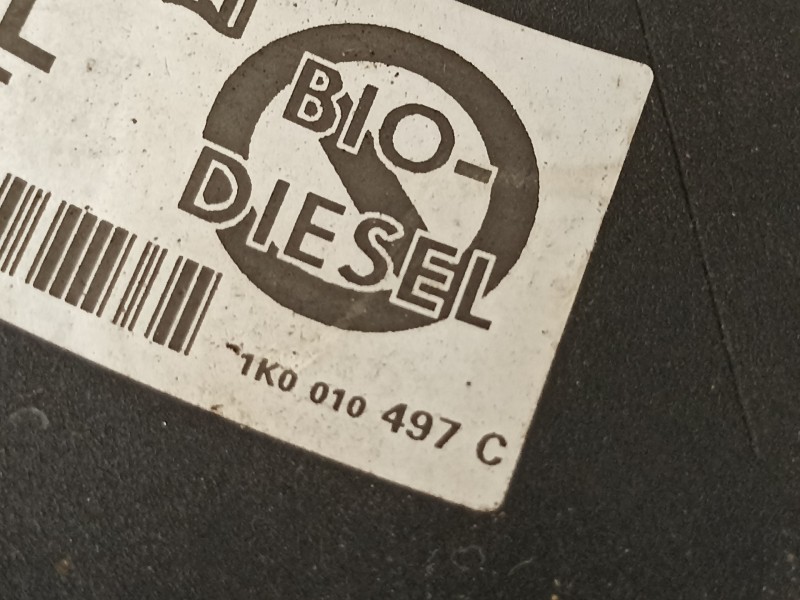 BIO-
DIESEL
1K0 010 497 C